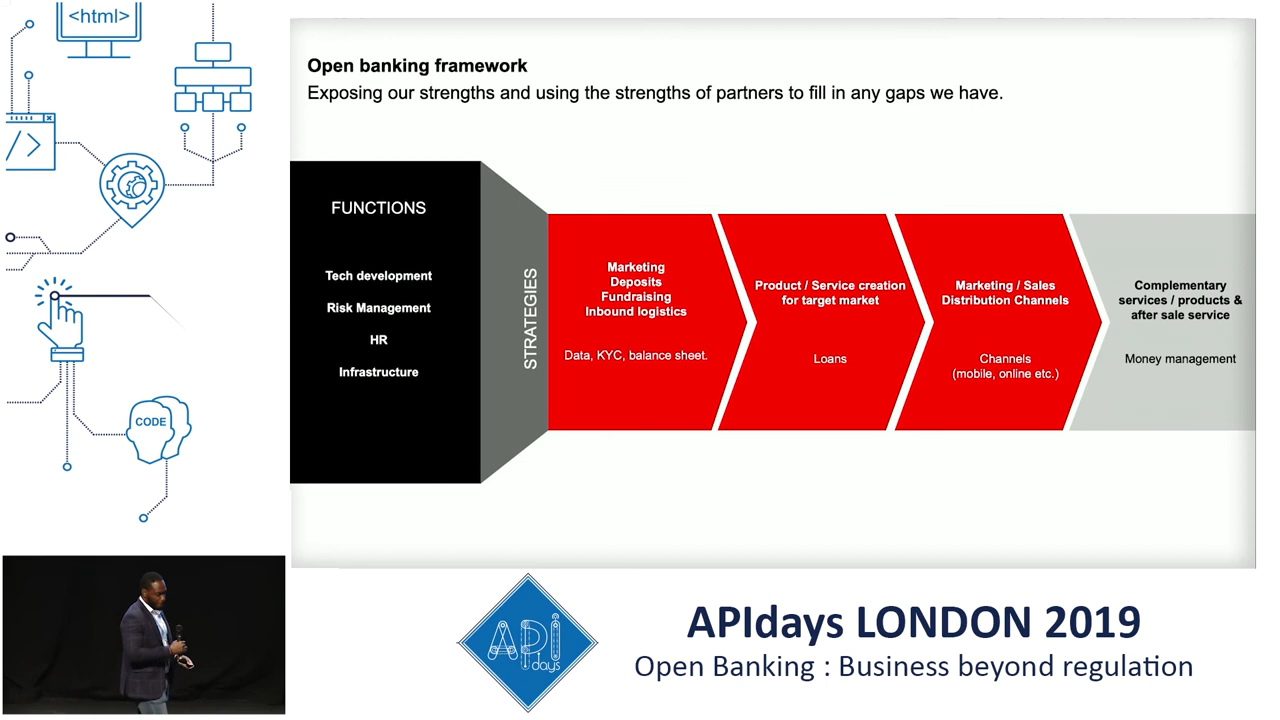 <html>
</>
CODE
Open banking framework
Exposing our strengths and using the strengths of partners to fill in any gaps we have.
FUNCTIONS
Tech development
Risk Management
HR
Infrastructure
STRATEGIES
Marketing
Deposits
Fundraising
Inbound logistics
Data, KYC, balance sheet.
Product / Service creation
for target market
Loans
Marketing / Sales
Distribution Channels
Channels
(mobile, online etc.)
Complementary
services / products &
after sale service
Money management
API
days
APIdays LONDON 2019
Open Banking : Business beyond regulation